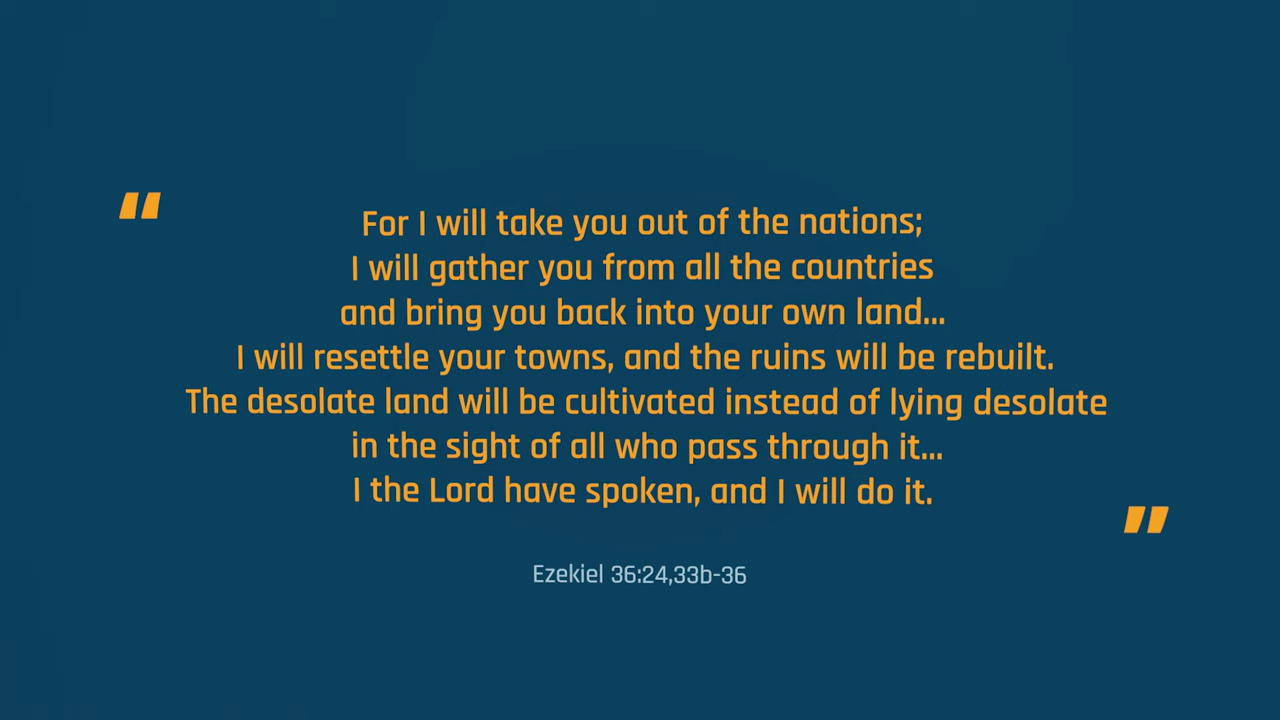 “
For I will take you out of the nations;
I will gather you from all the countries
and bring you back into your own land...
I will resettle your towns, and the ruins will be rebuilt.
The desolate land will be cultivated instead of lying desolate
in the sight of all who pass through it...
I the Lord have spoken, and I will do it.
”
Ezekiel 36:24,33b-36